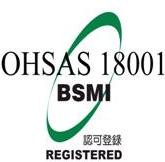 OHSAS 18001
BSMI
認可登錄
REGISTERED